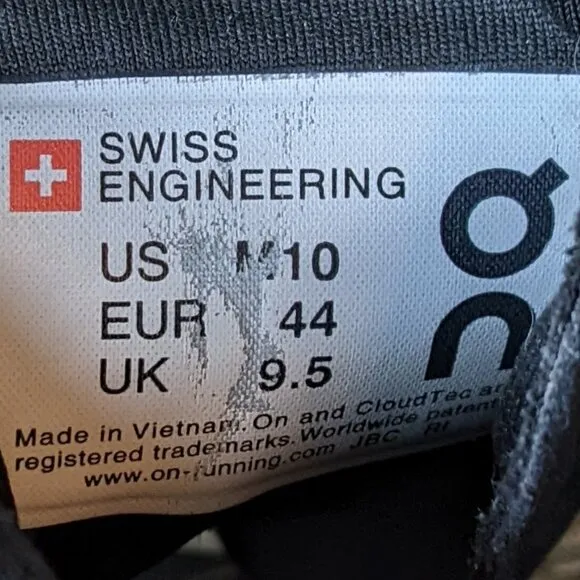 SWISS
ENGINEERING
US M10
EUR 44
UK 9.5
On
Made in Vietnam. On and CloudTec are
registered trademarks. Worldwide patent
www.on-running.com JBC RI